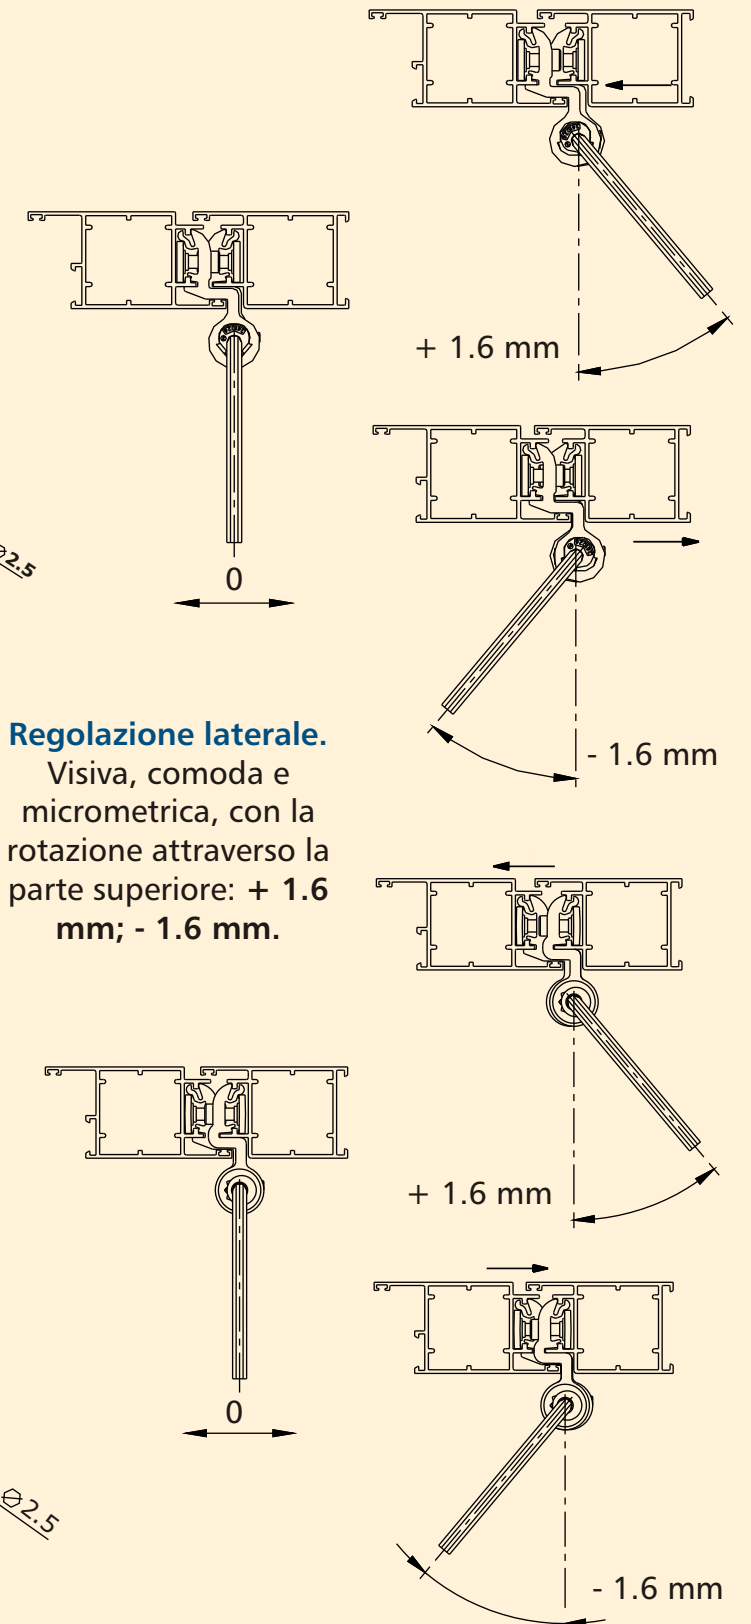 + 1.6 mm
0
2.5
- 1.6 mm
Regolazione laterale.
Visiva, comoda e
micrometrica, con la
rotazione attraverso la
parte superiore: + 1.6
mm; - 1.6 mm.
+ 1.6 mm
0
2.5
- 1.6 mm